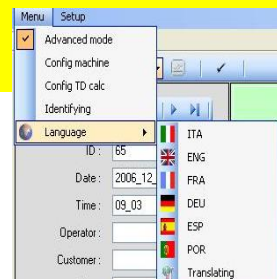 Menu Setup
Advanced mode
Config machine
Config TD calc
Identifying
Language
ITA
ENG
FRA
DEU
ESP
POR
Translating
ID : 65
Date : 2006_12_
Time : 09_03
Operator :
Customer :